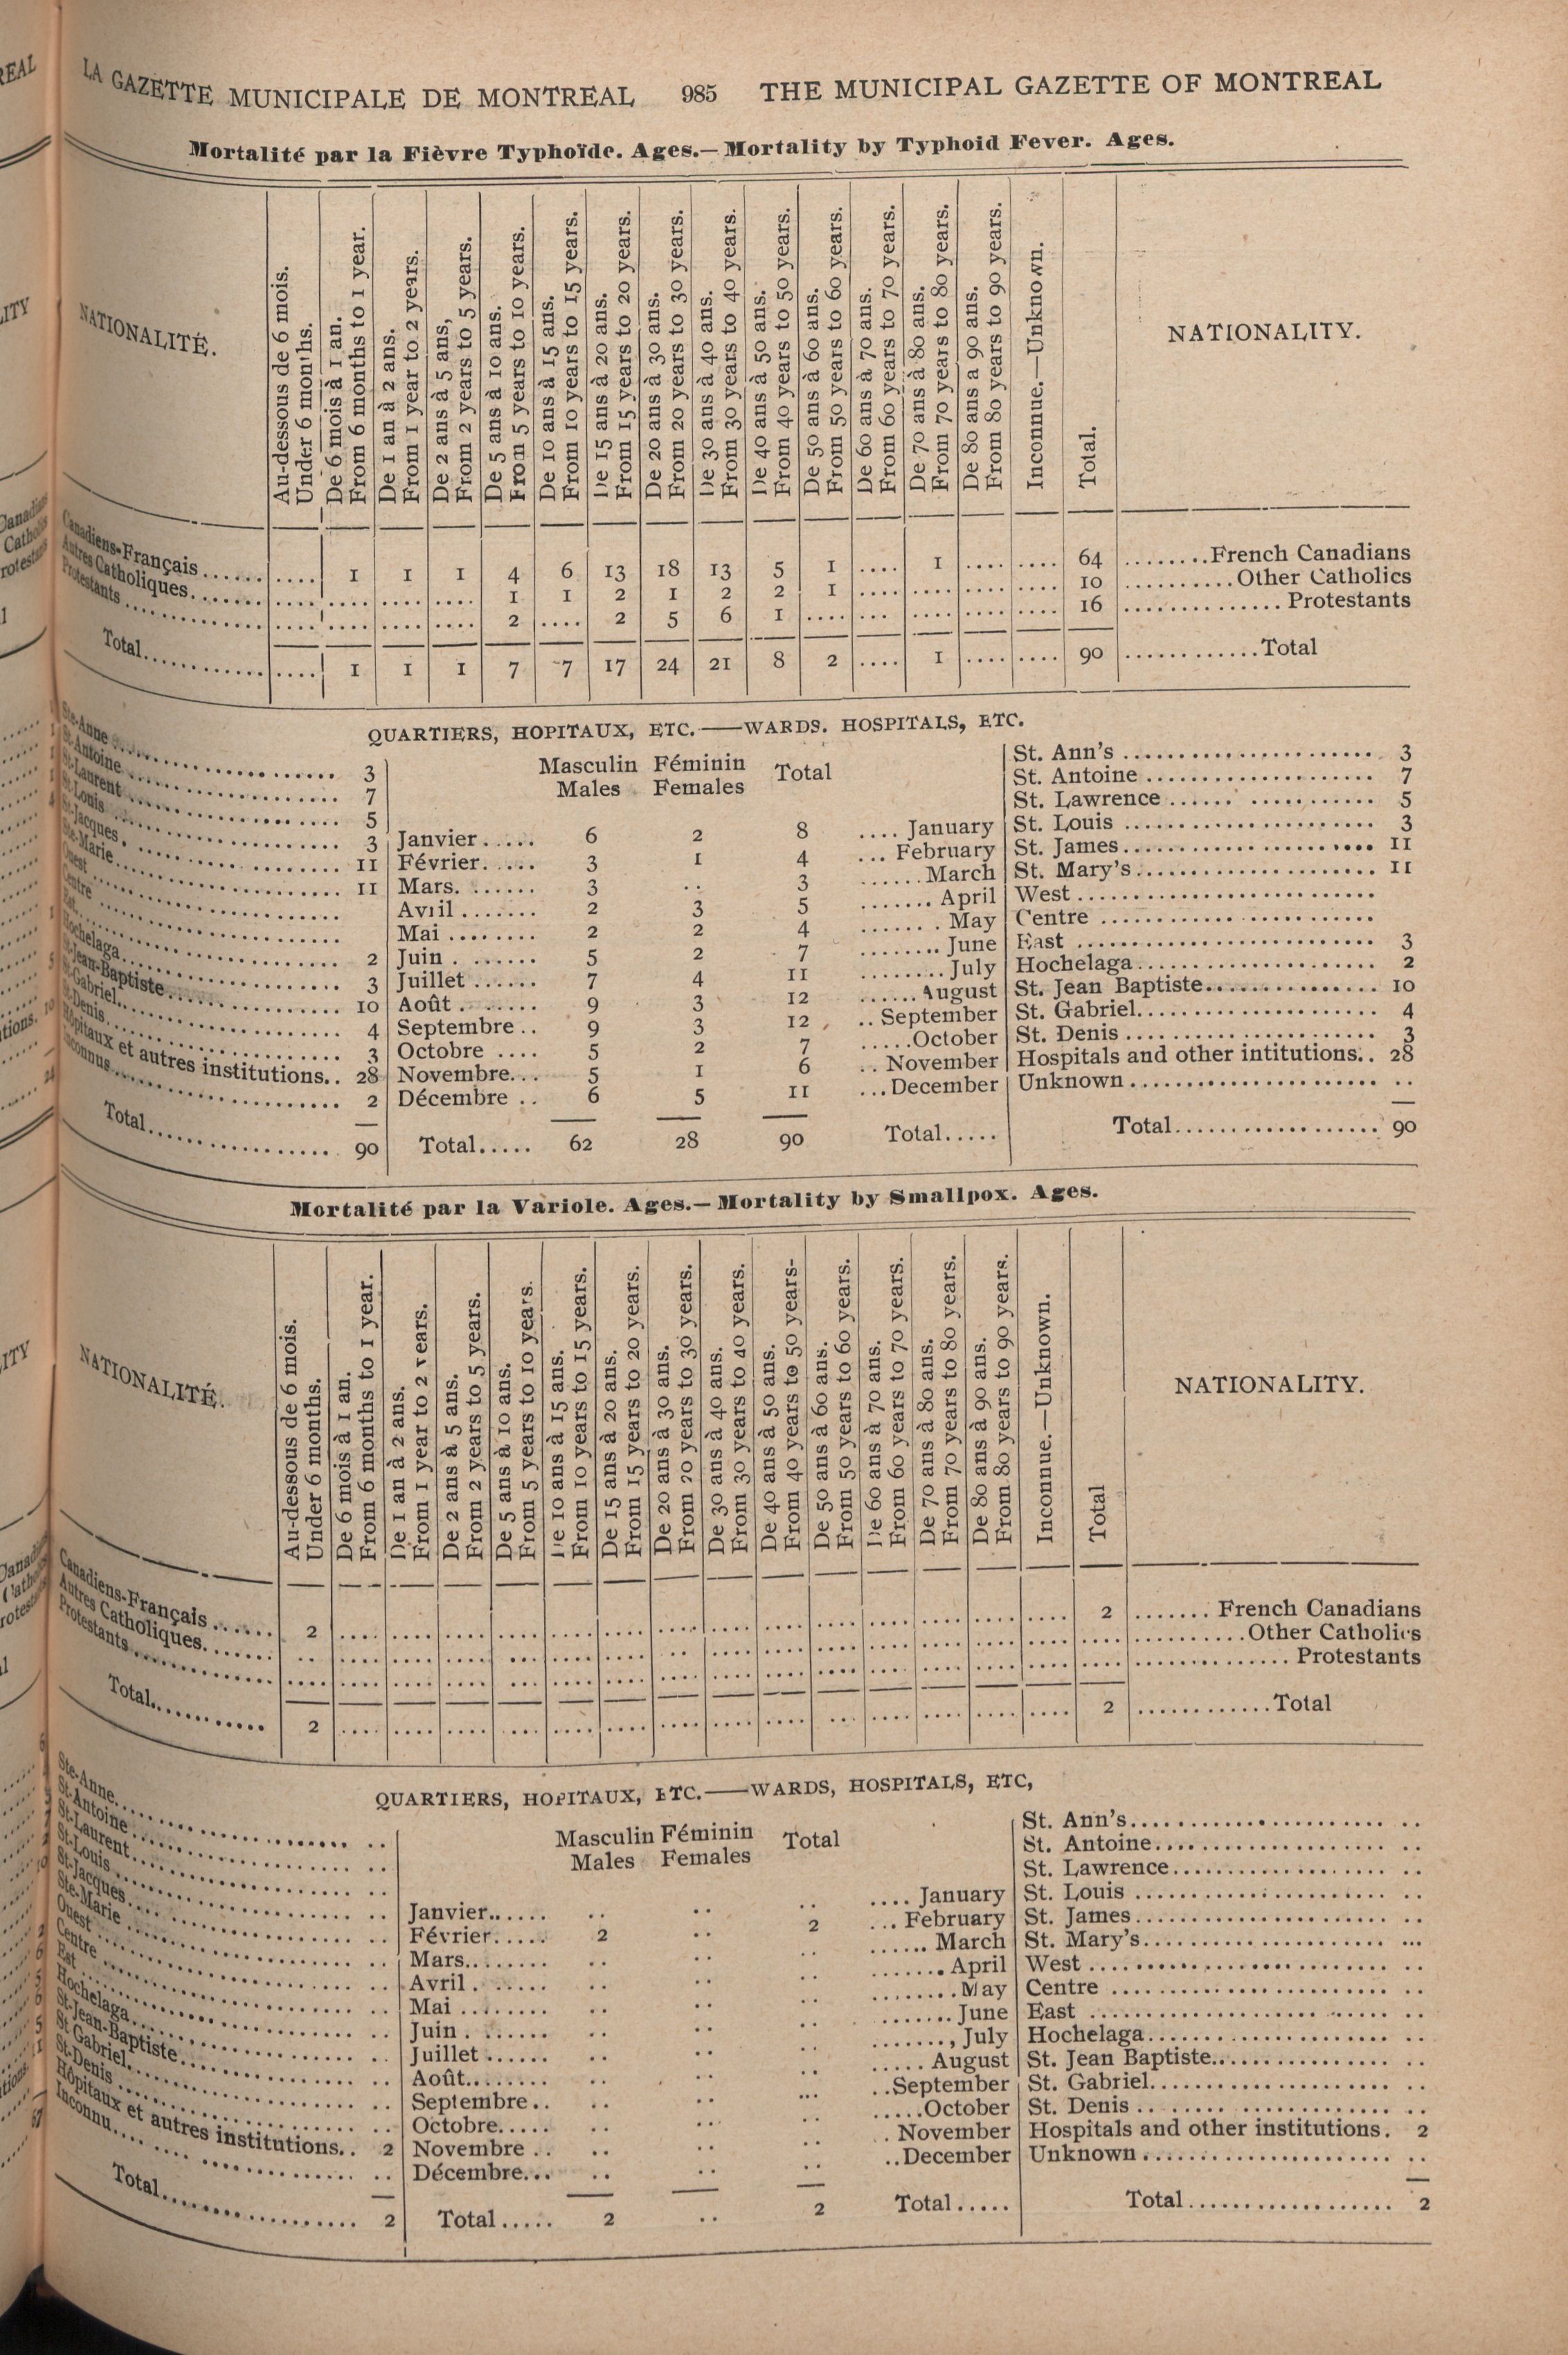 LA GAZETTE MUNICIPALE DE MONTREAL 985 THE MUNICIPAL GAZETTE OF MONTREAL
Mortalité par la Fièvre Typhoïde. Ages.—Mortality by Typhoid Fever. Ages.
NATIONALITÉ.
Au-dessous de 6 mois.
Under 6 months.
De 6 mois à 1 an.
From 6 months to 1 year.
De 1 an à 2 ans.
From 1 year to 2 years.
De 2 ans à 5 ans,
From 2 years to 5 years.
De 5 ans à 10 ans.
From 5 years to 10 years.
De 10 ans à 15 ans.
From 10 years to 15 years.
De 15 ans à 20 ans.
From 15 years to 20 years.
De 20 ans à 30 ans.
From 20 years to 30 years.
De 30 ans à 40 ans.
From 30 years to 40 years.
De 40 ans à 50 ans.
From 40 years to 50 years.
De 50 ans à 60 ans.
From 50 years to 60 years.
De 60 ans à 70 ans.
From 60 years to 70 years.
De 70 ans à 80 ans.
From 70 years to 80 years.
De 80 ans a 90 ans.
From 80 years to 90 years.
Inconnue.—Unknown.
Total.
NATIONALITY.
Canadiens-Français...... .... 1 1 1 4 6 13 18 13 5 1 .... 1 .... .... 64 ........French Canadians
Autres Catholiques....... .... .... .... .... 1 1 2 1 2 2 1 .... .... .... .... 10 ..........Other Catholics
Protestants.............. .... .... .... .... 2 .... 2 5 6 1 .... ... .... .... .... 16 .............. Protestants
Total.............. .... 1 1 1 7 7 17 24 21 8 2 .... 1 .... .... 90 ............Total
QUARTIERS, HOPITAUX, ETC.——WARDS. HOSPITALS, ETC.
Ste-Anne .................... 3
St-Antoine .................... 7
St-Laurent .................... 5
St-Louis .................... 3
St-Jacques. .................... 11
Ste-Marie.................... 11
Ouest ....................
Centre ....................
Est.................... 2
Hochelaga.................... 3
St-Jean-Baptiste.................... 10
St-Gabriel.................... 4
St-Denis.................... 3
Hôpitaux et autres institutions.. 28
Inconnus.................... 2
Total.................... 90
Masculin Féminin Total
Males Females
Janvier..... 6 2 8 .... January
Février..... 3 1 4 ... February
Mars. ...... 3 .. 3 ......March
Avril ....... 2 3 5 ....... April
Mai ........ 2 2 4 ....... May
Juin . ...... 5 2 7 ........ June
Juillet ...... 7 4 11 ........July
Août ....... 9 3 12 ......August
Septembre.. 9 3 12 .. September
Octobre .... 5 2 7 .....October
Novembre... 5 1 6 .. November
Décembre .. 6 5 11 ...December
Total..... 62 28 90 Total.....
St. Ann's ...................... 3
St. Antoine .................... 7
St. Lawrence ...... ........... 5
St. Louis ...................... 3
St. James...................... 11
St. Mary's..................... 11
West..........................
Centre ........................
East .......................... 3
Hochelaga..................... 2
St. Jean Baptiste............... 10
St. Gabriel..................... 4
St. Denis ...................... 3
Hospitals and other intitutions.. 28
Unknown..................... ..
Total.................. 90
Mortalité par la Variole. Ages.—Mortality by Smallpox. Ages.
NATIONALITÉ.
Au-dessous de 6 mois.
Under 6 months.
De 6 mois à 1 an.
From 6 months to 1 year.
De 1 an à 2 ans.
From 1 year to 2 years.
De 2 ans à 5 ans.
From 2 years to 5 years.
De 5 ans à 10 ans.
From 5 years to 10 years.
De 10 ans à 15 ans.
From 10 years to 15 years.
De 15 ans à 20 ans.
From 15 years to 20 years.
De 20 ans à 30 ans.
From 20 years to 30 years.
De 30 ans à 40 ans.
From 30 years to 40 years.
De 40 ans à 50 ans.
From 40 years to 50 years-
De 50 ans à 60 ans.
From 50 years to 60 years.
De 60 ans à 70 ans.
From 60 years to 70 years.
De 70 ans à 80 ans.
From 70 years to 80 years.
De 80 ans à 90 ans.
From 80 years to 90 years.
Inconnue.—Unknown.
Total
NATIONALITY.
Canadiens-Français...... 2 .... .... .... .... .... .... .... .... .... .... .... .... .... .... 2 ....... French Canadians
Autres Catholiques....... .. .... .... .... ... .... .... .. .... .... .... .... .... .... .... .... ..........Other Catholics
Protestants.............. .... .... .... .... ... .... .... .... .... .... .... .... .... .... .... .... ............. Protestants
Total............ 2 .... .... .... ... .... .... .... .... .... ... .... .... .... .... 2 ............Total
QUARTIERS, HOPITAUX, ETC.——WARDS, HOSPITALS, ETC,
Ste-Anne.................... ..
St-Antoine.................... ..
St-Laurent.................... ..
St-Louis .................... ..
St-Jacques.................... ..
Ste-Marie .................... ..
Ouest .................... ..
Centre .................... ..
Est .................... ..
Hochelaga.................... ..
St-Jean-Baptiste.................... ..
St Gabriel.................... ..
St-Denis .................... ..
Hôpitaux et autres institutions.. 2
Inconnu.................... ..
Total.................... 2
Masculin Féminin Total
Males Females
Janvier...... .. .. .. .... January
Février..... 2 .. 2 ... February
Mars........ .. .. .. ...... March
Avril . ...... .. .. .. ....... April
Mai ........ .. .. .. ........May
Juin . ...... .. .. .. ....... June
Juillet ...... .. .. .. ......., July
Août........ .. .. .. ..... August
Septembre.. .. .. ... ..September
Octobre..... .. .. .. .....October
Novembre .. .. .. .. . November
Décembre... .. .. .. ..December
Total..... 2 .. 2 Total.....
St. Ann's...................... ..
St. Antoine.................... ..
St. Lawrence................... ..
St. Louis ...................... ..
St. James...................... ..
St. Mary's..................... ...
West .......................... ..
Centre ........................ ..
East .......................... ..
Hochelaga..................... ..
St. Jean Baptiste............... ..
St. Gabriel..................... ..
St. Denis ...................... ..
Hospitals and other institutions. 2
Unknown...................... ..
Total.................. 2